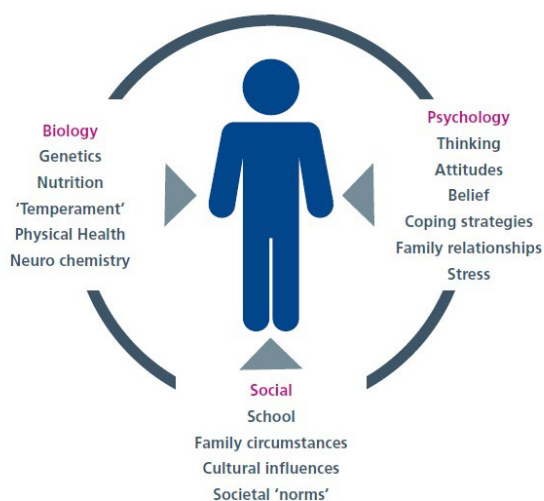 Biology
Genetics
Nutrition
‘Temperament’
Physical Health
Neuro chemistry
Psychology
Thinking
Attitudes
Belief
Coping strategies
Family relationships
Stress
Social
School
Family circumstances
Cultural influences
Societal ‘norms’